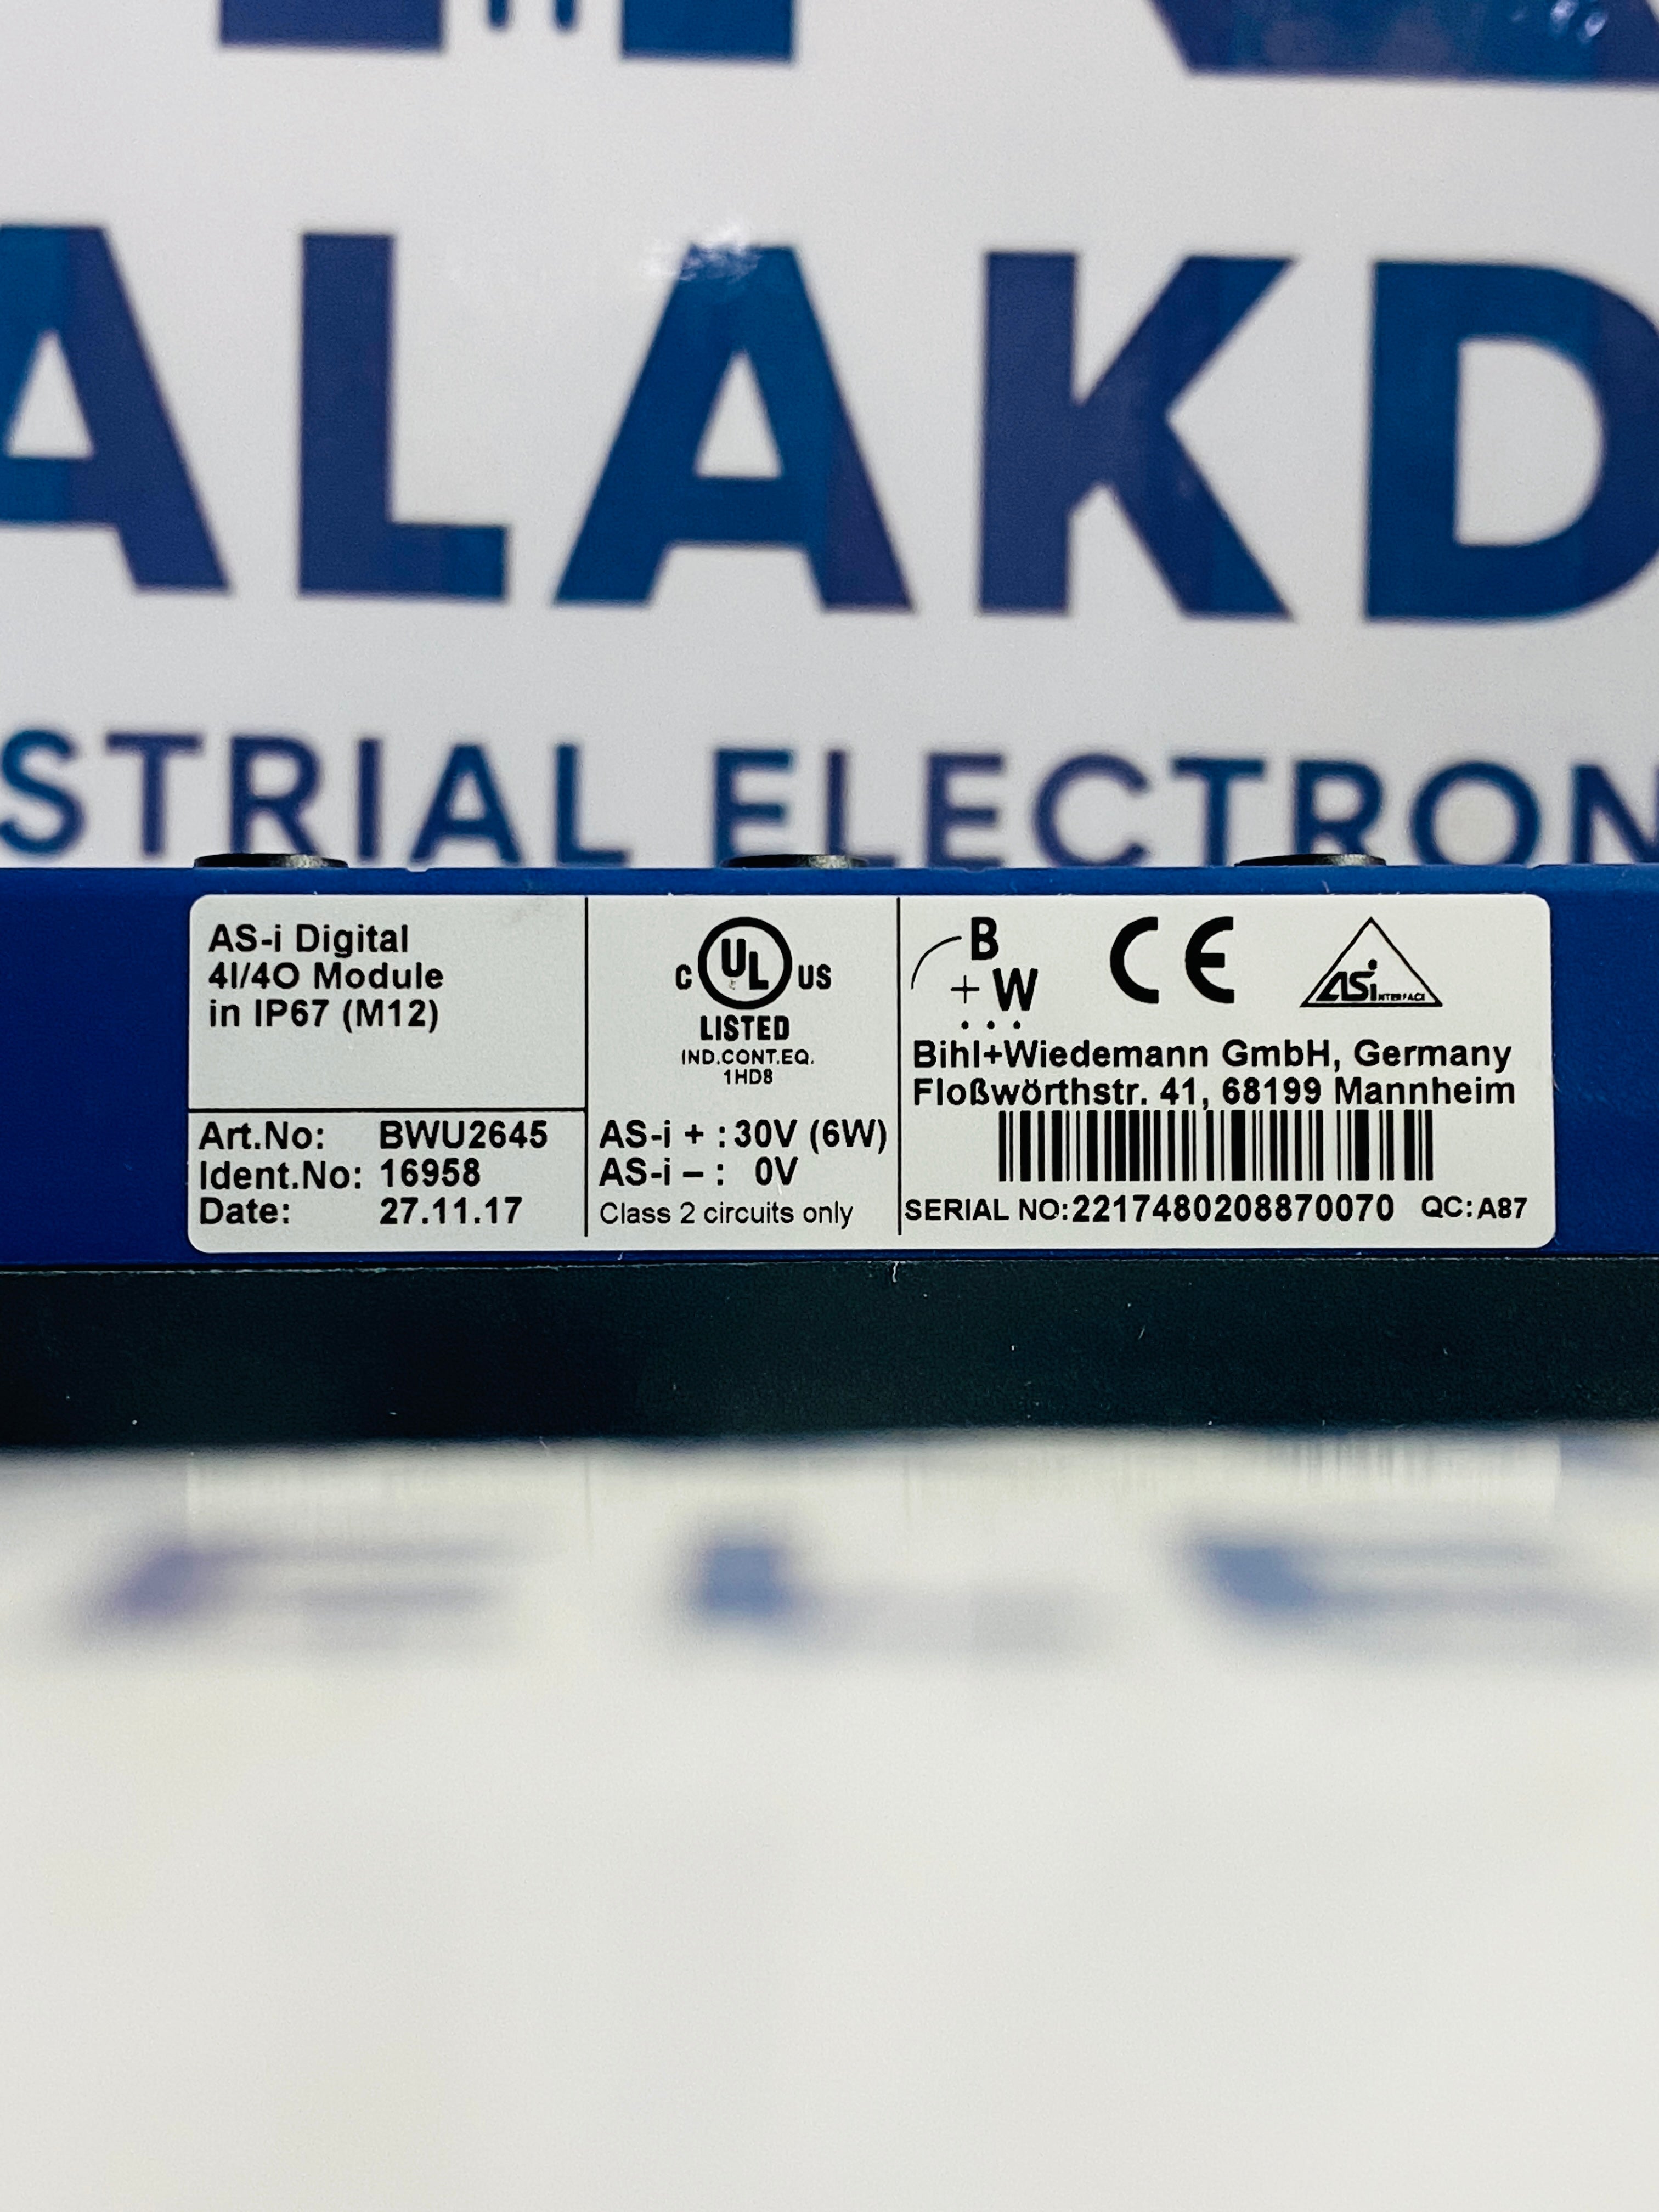 ALAKD
STRIAL ELECTRON
AS-i Digital
4I/4O Module
in IP67 (M12)
Art.No: BWU2645
Ident.No: 16958
Date: 27.11.17
C UL US
LISTED
IND.CONT.EQ.
1HD8
AS-i + : 30V (6W)
AS-i – : 0V
Class 2 circuits only
B
+W
CE
ASi
INTERFACE
Bihl+Wiedemann GmbH, Germany
Floßwörthstr. 41, 68199 Mannheim
SERIAL NO:2217480208870070 QC:A87